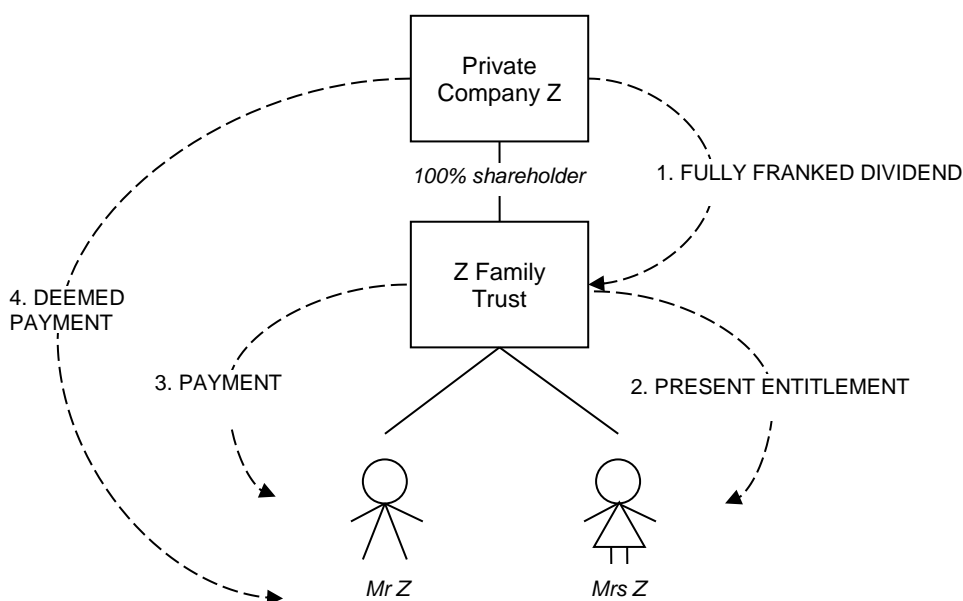 Private
Company Z
100% shareholder
1. FULLY FRANKED DIVIDEND
Z Family
Trust
4. DEEMED
PAYMENT
3. PAYMENT
2. PRESENT ENTITLEMENT
Mr Z
Mrs Z